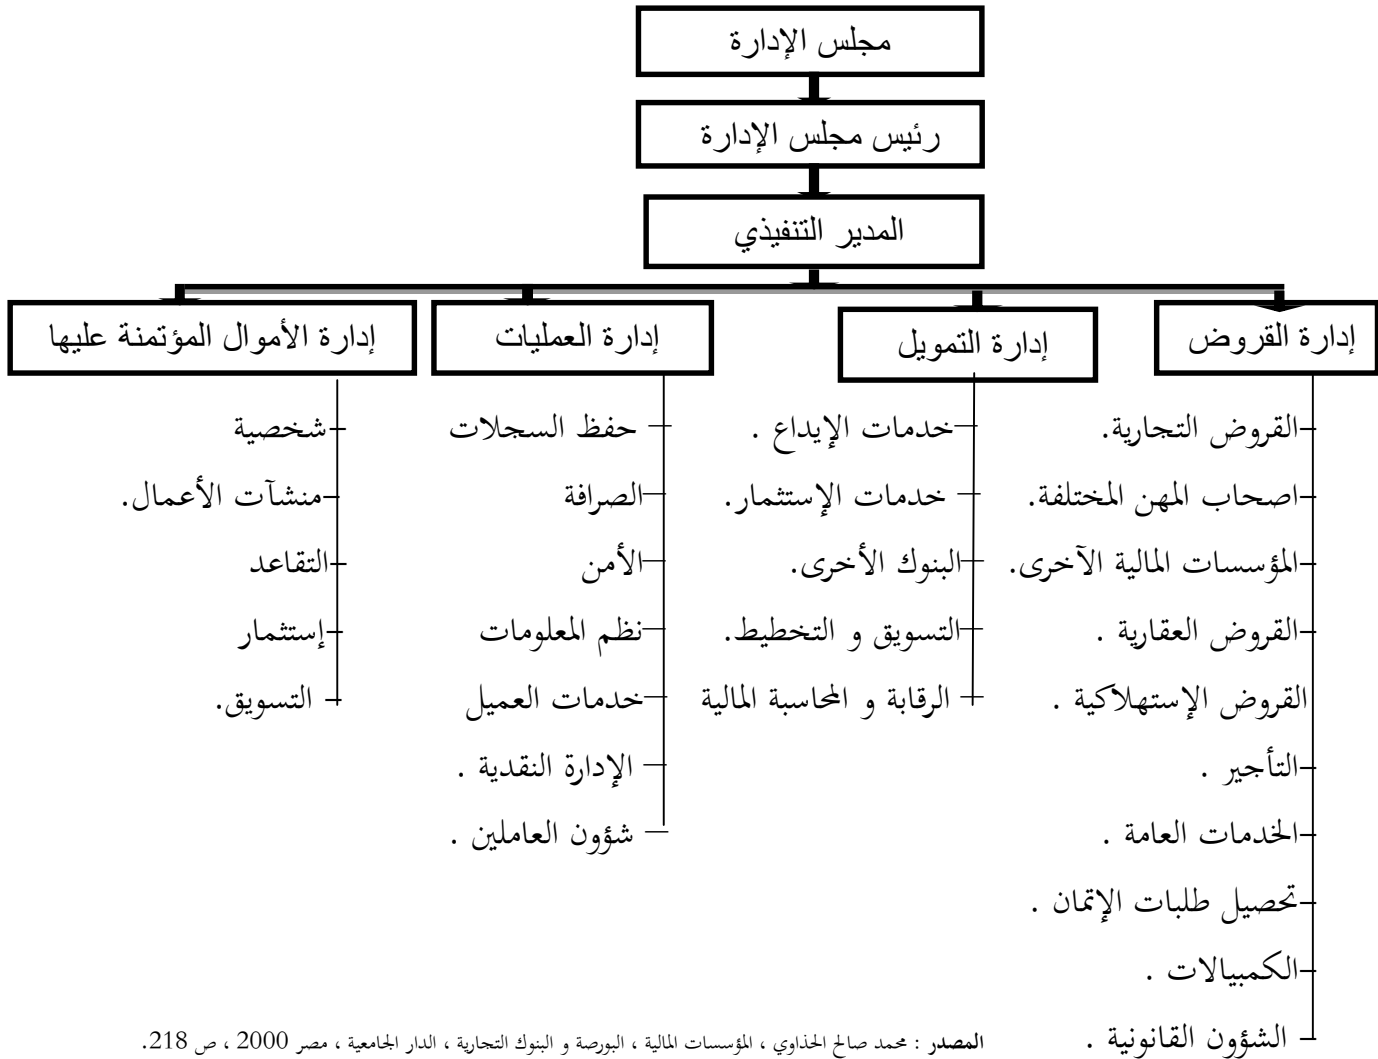 مجلس الإدارة
رئيس مجلس الإدارة
المدير التنفيذي
إدارة القروض
القروض التجارية.
اصحاب المهن المختلفة.
المؤسسات المالية الآخرى.
القروض العقارية .
القروض الإستهلاكية .
التأجير .
الخدمات العامة .
تحصيل طلبات الإتمان .
الكمبيالات .
الشؤون القانونية .
إدارة التمويل
خدمات الإيداع .
خدمات الإستثمار.
البنوك الأخرى.
التسويق و التخطيط.
الرقابة و المحاسبة المالية
إدارة العمليات
حفظ السجلات
الصرافة
الأمن
نظم المعلومات
خدمات العميل
الإدارة النقدية .
شؤون العاملين .
إدارة الأموال المؤتمنة عليها
شخصية
منشآت الأعمال.
التقاعد
إستثمار
التسويق.
المصدر : محمد صالح الحذاوي ، المؤسسات المالية ، البورصة و البنوك التجارية ، الدار الجامعية ، مصر 2000 ، ص 218.